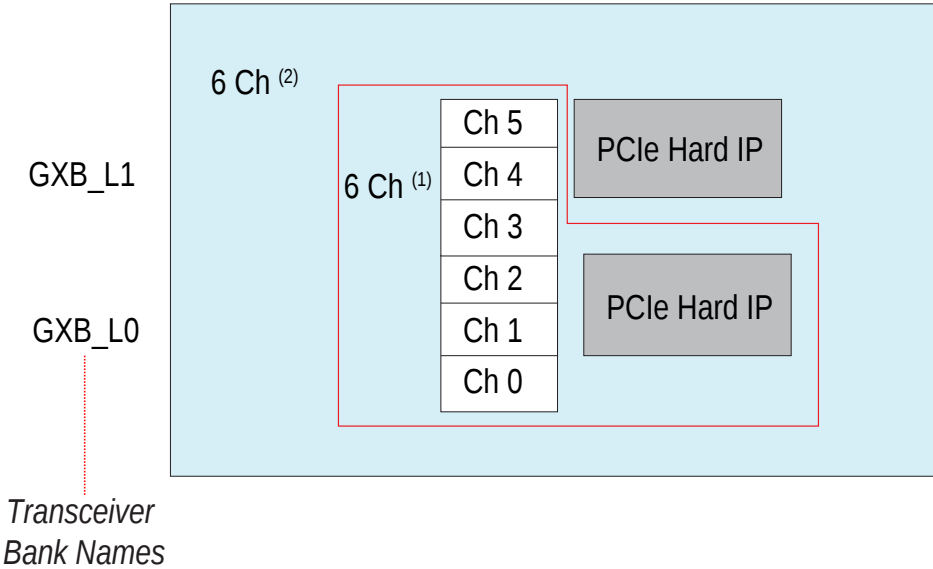 6 Ch (2)
Ch 5
PCIe Hard IP
GXB_L1
6 Ch (1)
Ch 4
Ch 3
Ch 2
PCIe Hard IP
GXB_L0
Ch 1
Ch 0
Transceiver
Bank Names